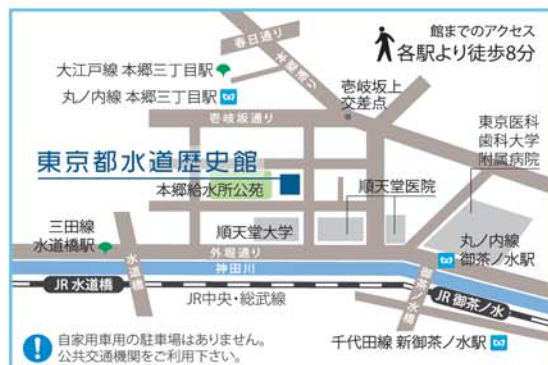 館までのアクセス
各駅より徒歩8分
春日通り
本郷通り
大江戸線 本郷三丁目駅
丸ノ内線 本郷三丁目駅
壱岐坂上
交差点
壱岐坂通り
東京医科
歯科大学
附属病院
東京都水道歴史館
本郷給水所公苑
順天堂医院
順天堂大学
三田線
水道橋駅
外堀通り
神田川
丸ノ内線
御茶ノ水駅
水道橋
御茶ノ水橋
JR 水道橋
JR中央・総武線
JR 御茶ノ水
千代田線 新御茶ノ水駅
自家用車用の駐車場はありません。
公共交通機関をご利用下さい。